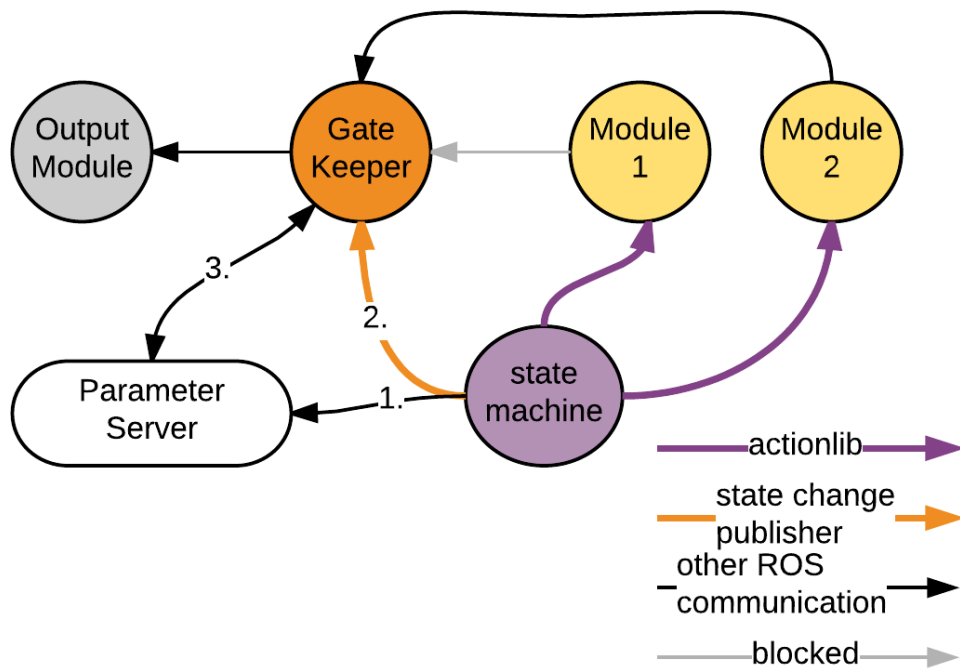 Output
Module
Gate
Keeper
Module
1
Module
2
3.
2.
1.
Parameter
Server
state
machine
actionlib
state change
publisher
other ROS
communication
blocked